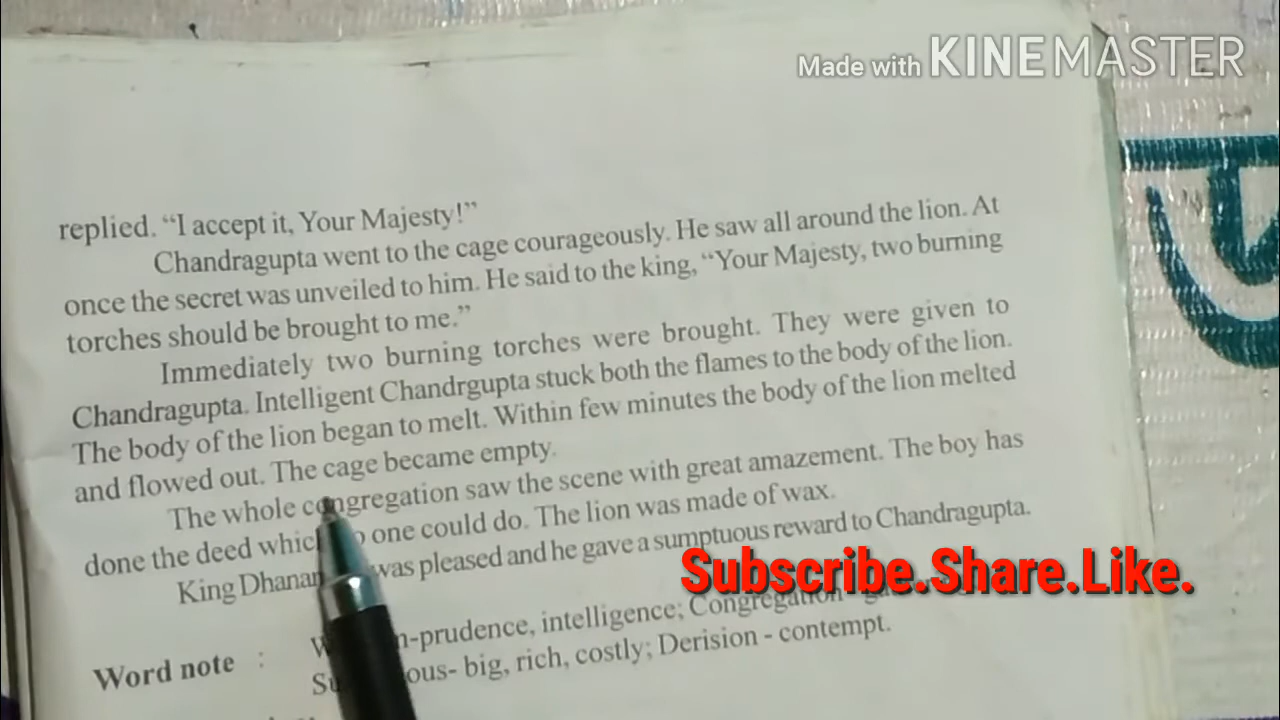 Made with KINEMASTER
replied. “I accept it, Your Majesty!”
Chandragupta went to the cage courageously. He saw all around the lion. At
once the secret was unveiled to him. He said to the king, “Your Majesty, two burning
torches should be brought to me.”
Immediately two burning torches were brought. They were given to
Chandragupta. Intelligent Chandrgupta stuck both the flames to the body of the lion.
The body of the lion began to melt. Within few minutes the body of the lion melted
and flowed out. The cage became empty.
The whole congregation saw the scene with great amazement. The boy has
done the deed one could do. The lion was made of wax.
King was pleased and he gave a sumptuous reward to Chandragupta.
Subscribe.Share.Like.
Word note : -prudence, intelligence; Congregation -
- big, rich, costly; Derision - contempt.